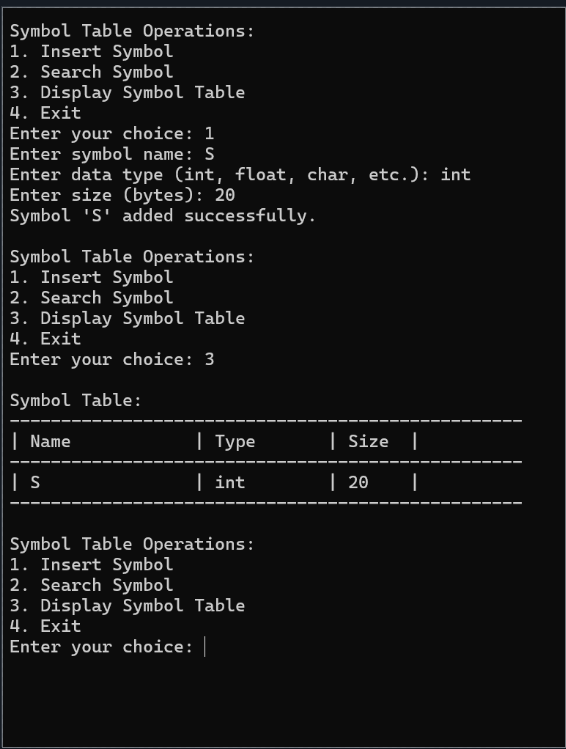 Symbol Table Operations:
1. Insert Symbol
2. Search Symbol
3. Display Symbol Table
4. Exit
Enter your choice: 1
Enter symbol name: S
Enter data type (int, float, char, etc.): int
Enter size (bytes): 20
Symbol 'S' added successfully.

Symbol Table Operations:
1. Insert Symbol
2. Search Symbol
3. Display Symbol Table
4. Exit
Enter your choice: 3

Symbol Table:
--------------------------------------------------
| Name            | Type       | Size  |
--------------------------------------------------
| S               | int        | 20    |
--------------------------------------------------

Symbol Table Operations:
1. Insert Symbol
2. Search Symbol
3. Display Symbol Table
4. Exit
Enter your choice: